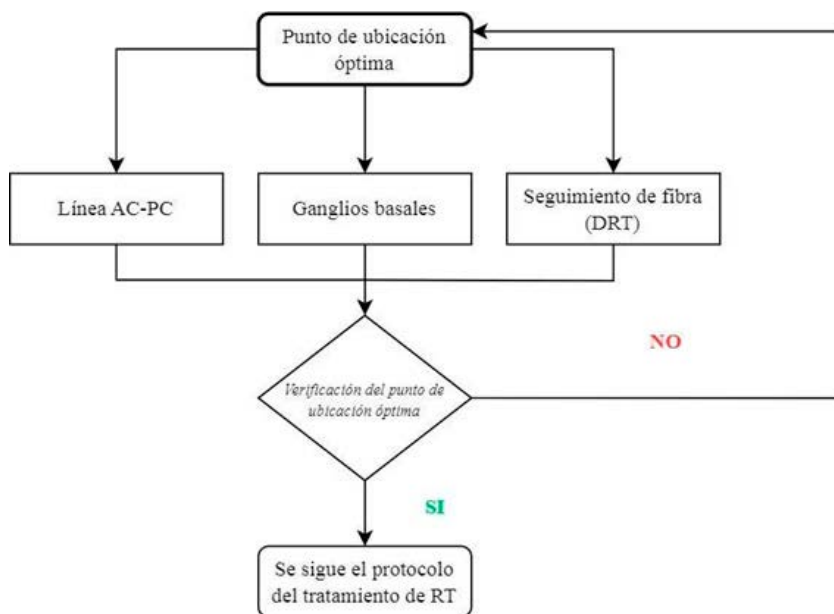 Punto de ubicación
óptima
Línea AC-PC
Ganglios basales
Seguimiento de fibra
(DRT)
NO
Verificación del punto de
ubicación óptima
SI
Se sigue el protocolo
del tratamiento de RT